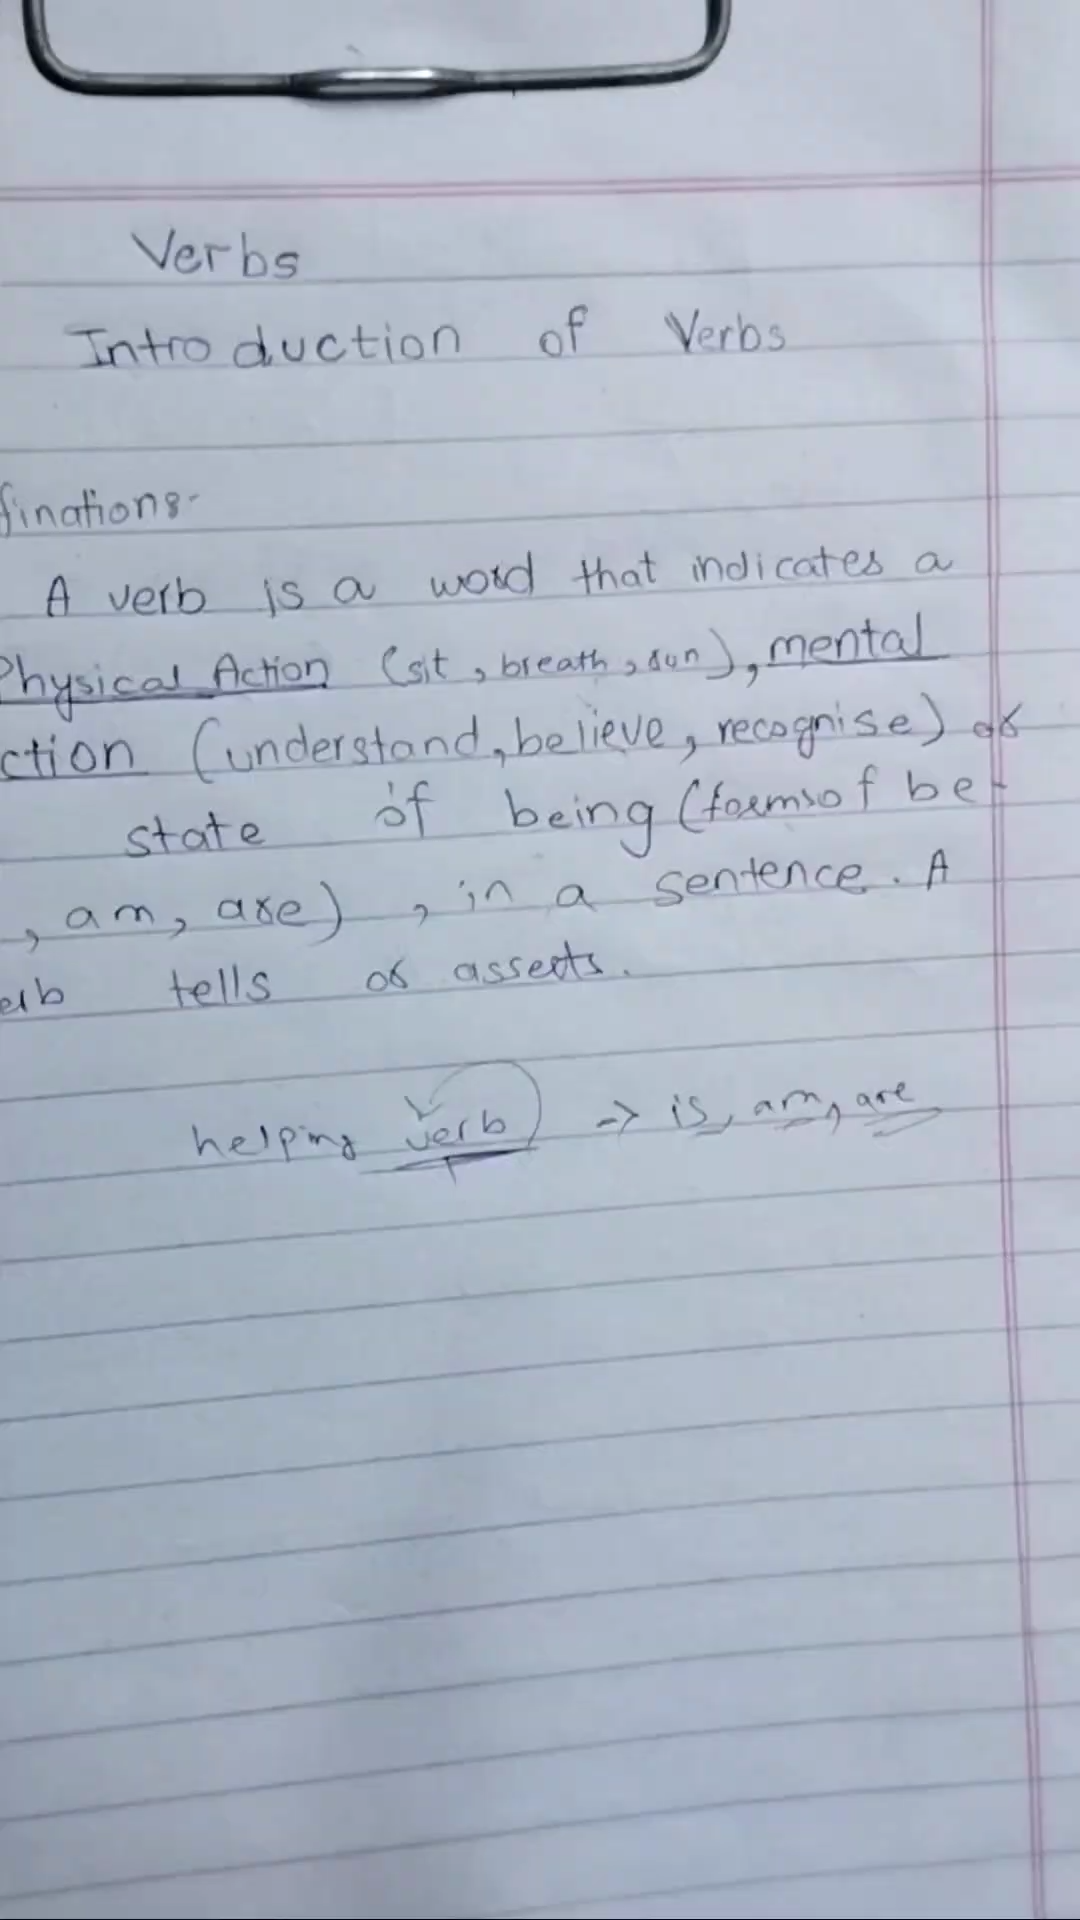 Verbs
Introduction of Verbs
finations-
A verb is a word that indicates a
Physical Action (sit, breath, run), mental
ction (understand, believe, recognise) or
state of being (formsof be-
, am, are) , in a sentence. A
erb tells or asserts.
helping verb -> is, am, are